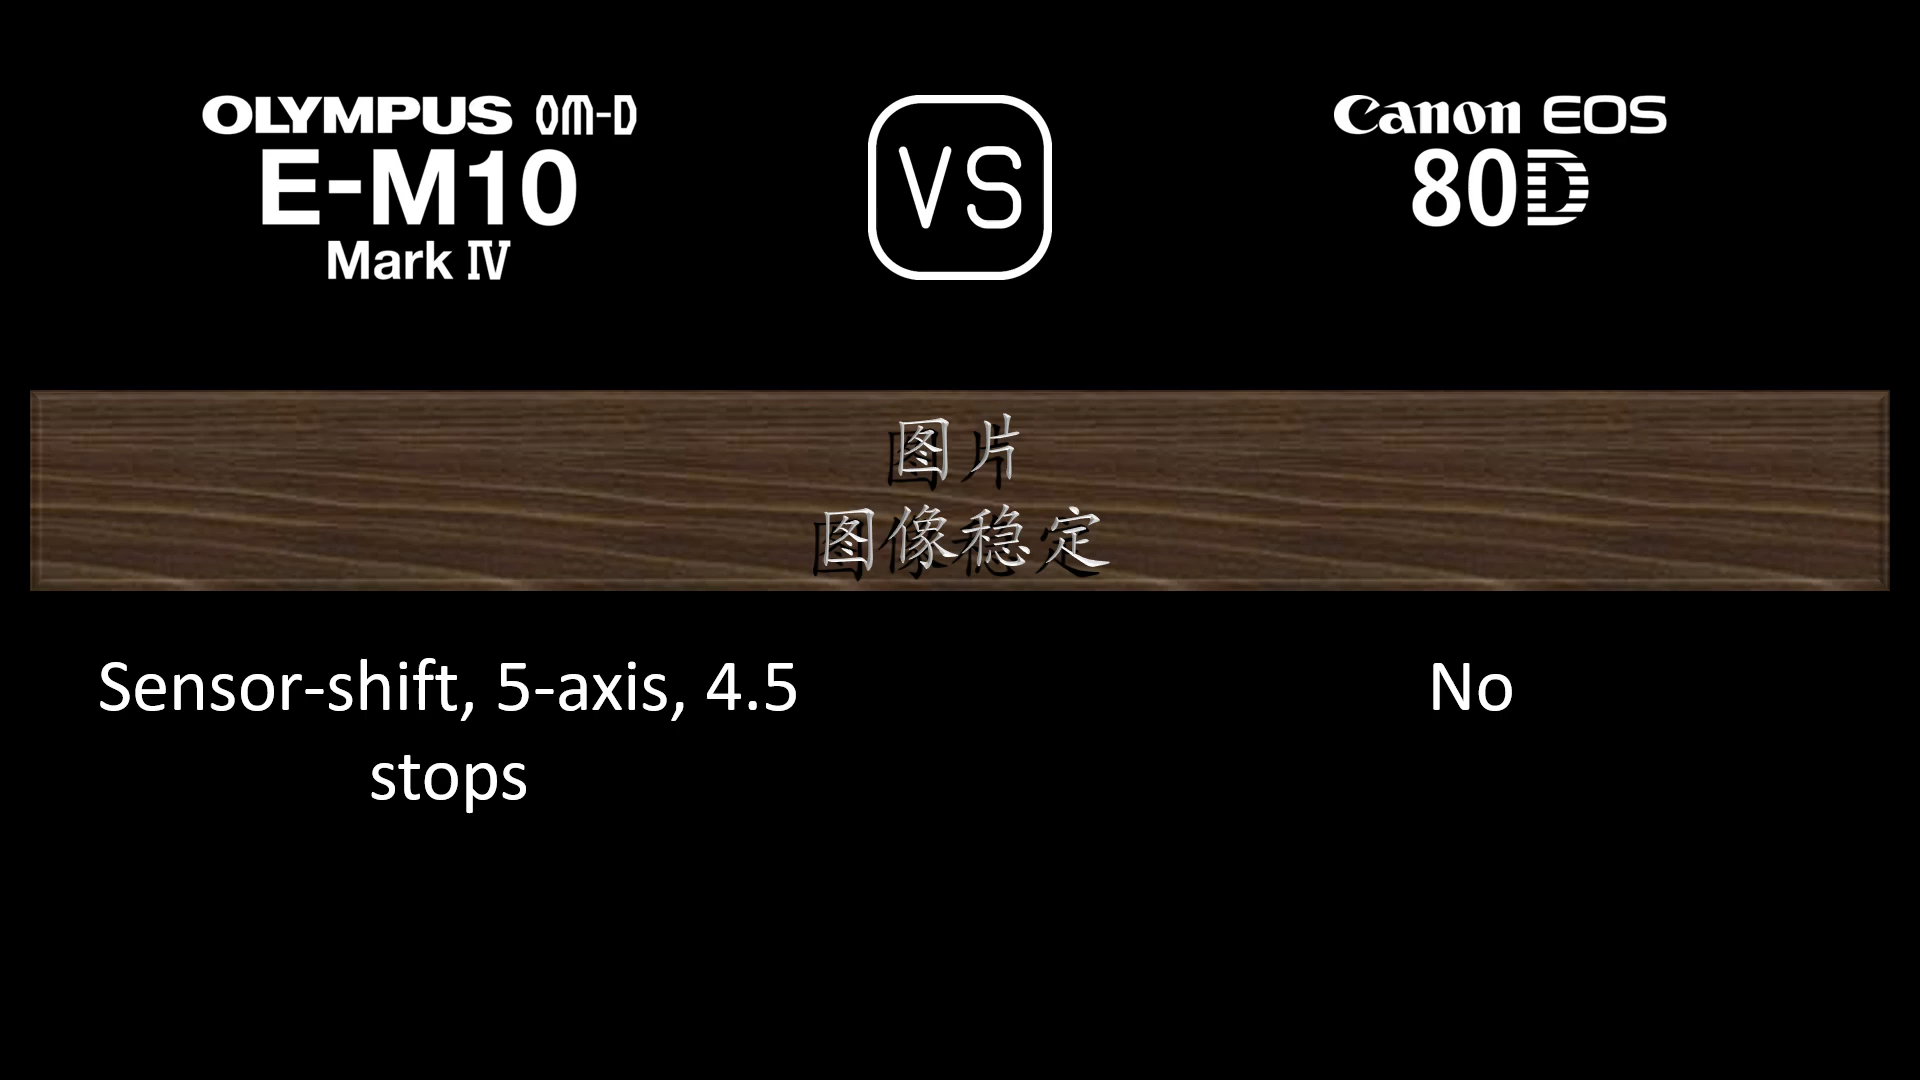 OLYMPUS OM-D
E-M10
Mark IV
VS
Canon EOS
80D
图片
图像稳定
Sensor-shift, 5-axis, 4.5
stops
No